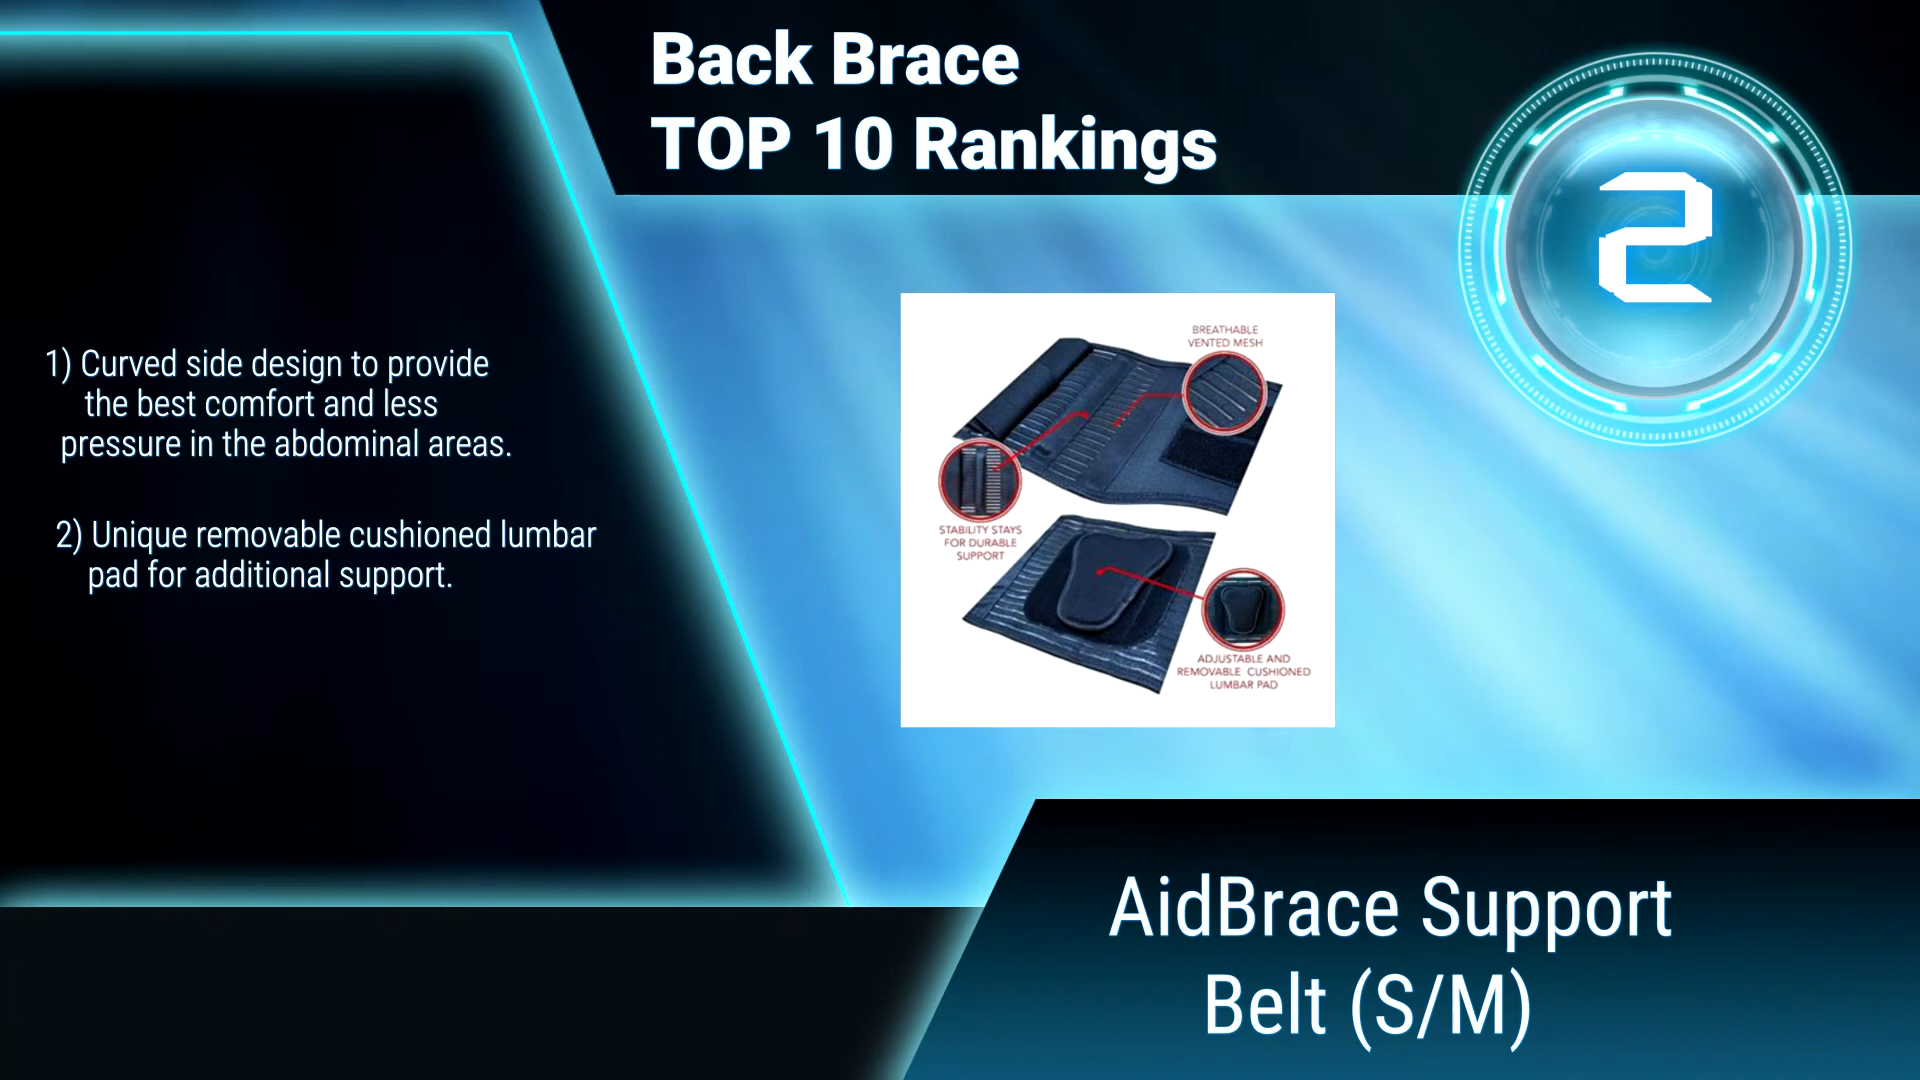 Back Brace
TOP 10 Rankings
2
1) Curved side design to provide
the best comfort and less
pressure in the abdominal areas.
2) Unique removable cushioned lumbar
pad for additional support.
BREATHABLE
VENTED MESH
STABILITY STAYS
FOR DURABLE
SUPPORT
ADJUSTABLE AND
REMOVABLE CUSHIONED
LUMBAR PAD
AidBrace Support
Belt (S/M)